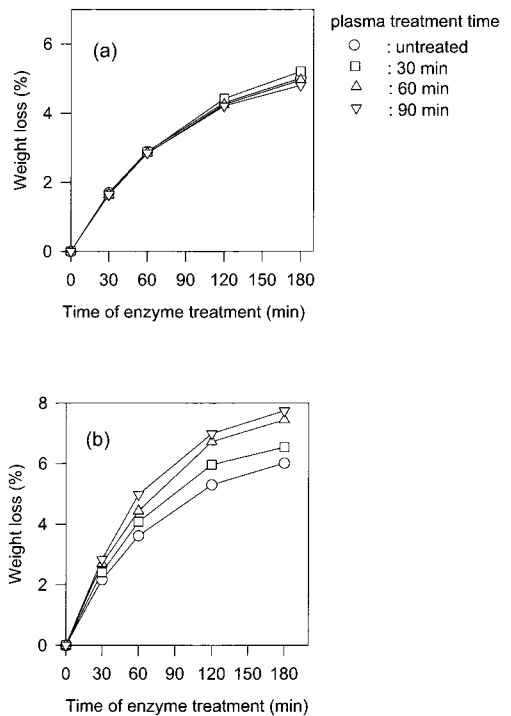 plasma treatment time
: untreated
: 30 min
: 60 min
: 90 min
(a)
Weight loss (%)
6
4
2
0
0 30 60 90 120 150 180
Time of enzyme treatment (min)
(b)
Weight loss (%)
8
6
4
2
0
0 30 60 90 120 150 180
Time of enzyme treatment (min)